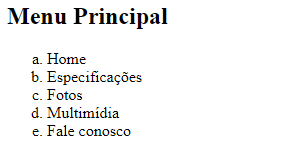 Menu Principal
a. Home
b. Especificações
c. Fotos
d. Multimídia
e. Fale conosco